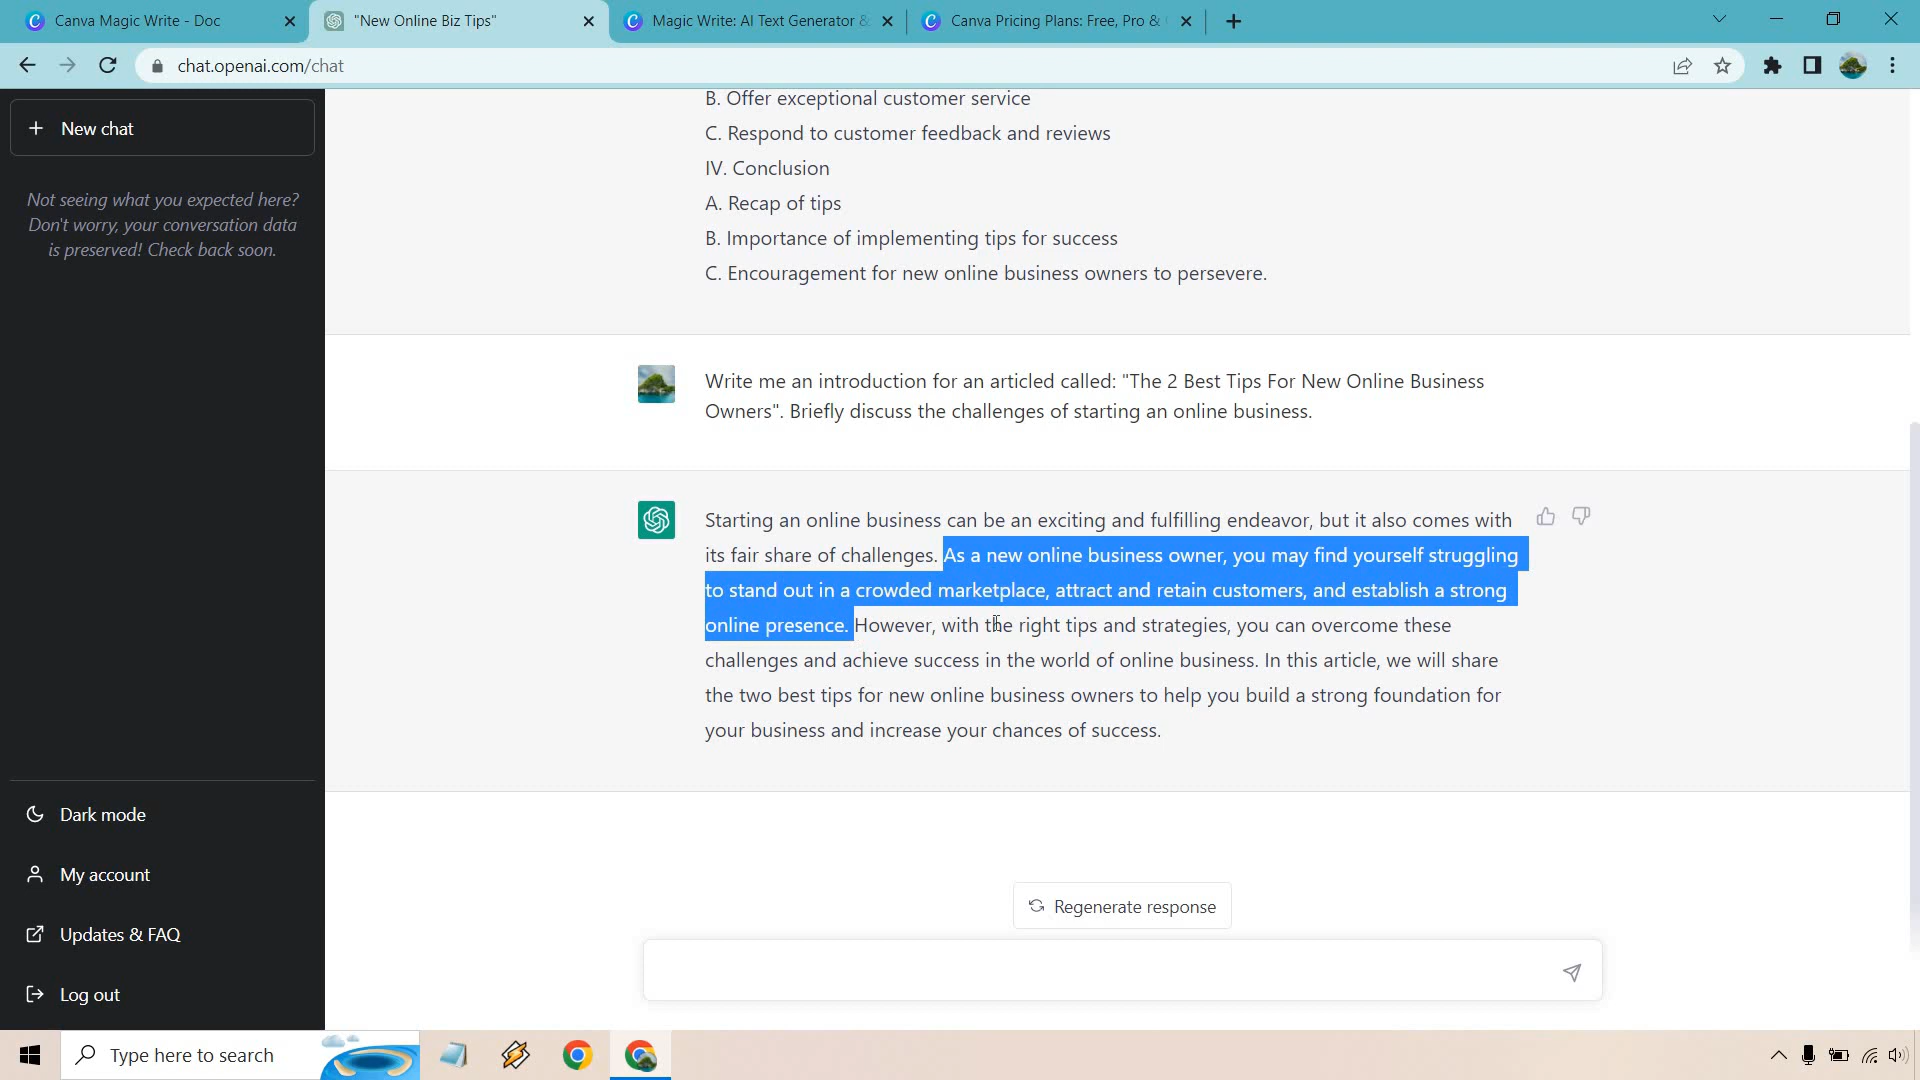 Canva Magic Write - Doc
"New Online Biz Tips"
Magic Write: AI Text Generator &
Canva Pricing Plans: Free, Pro &
chat.openai.com/chat
New chat
Not seeing what you expected here?
Don't worry, your conversation data
is preserved! Check back soon.
Dark mode
My account
Updates & FAQ
Log out
B. Offer exceptional customer service
C. Respond to customer feedback and reviews
IV. Conclusion
A. Recap of tips
B. Importance of implementing tips for success
C. Encouragement for new online business owners to persevere.
Write me an introduction for an articled called: "The 2 Best Tips For New Online Business
Owners". Briefly discuss the challenges of starting an online business.
Starting an online business can be an exciting and fulfilling endeavor, but it also comes with
its fair share of challenges. As a new online business owner, you may find yourself struggling
to stand out in a crowded marketplace, attract and retain customers, and establish a strong
online presence. However, with the right tips and strategies, you can overcome these
challenges and achieve success in the world of online business. In this article, we will share
the two best tips for new online business owners to help you build a strong foundation for
your business and increase your chances of success.
Regenerate response
Type here to search